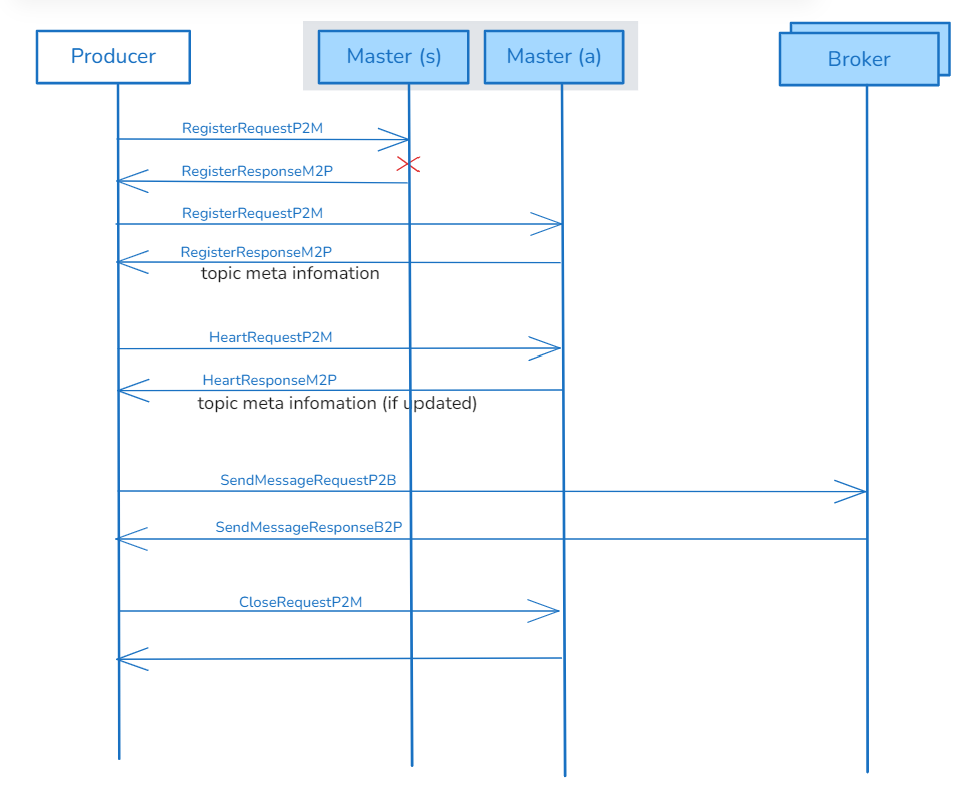 Producer
Master (s)
Master (a)
Broker
RegisterRequestP2M
RegisterResponseM2P
RegisterRequestP2M
RegisterResponseM2P
topic meta infomation
HeartRequestP2M
HeartResponseM2P
topic meta infomation (if updated)
SendMessageRequestP2B
SendMessageResponseB2P
CloseRequestP2M